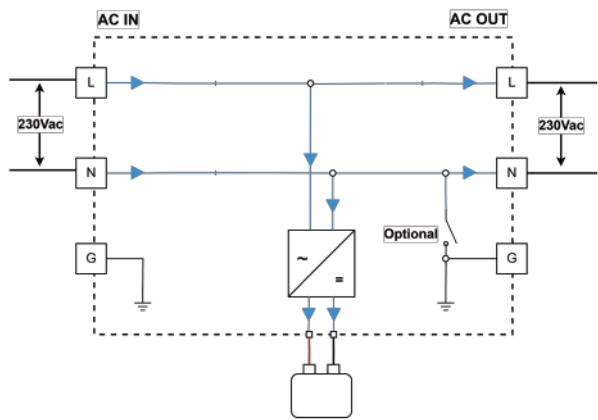 AC IN
AC OUT
L
L
230Vac
230Vac
N
N
Optional
G
G
~
=